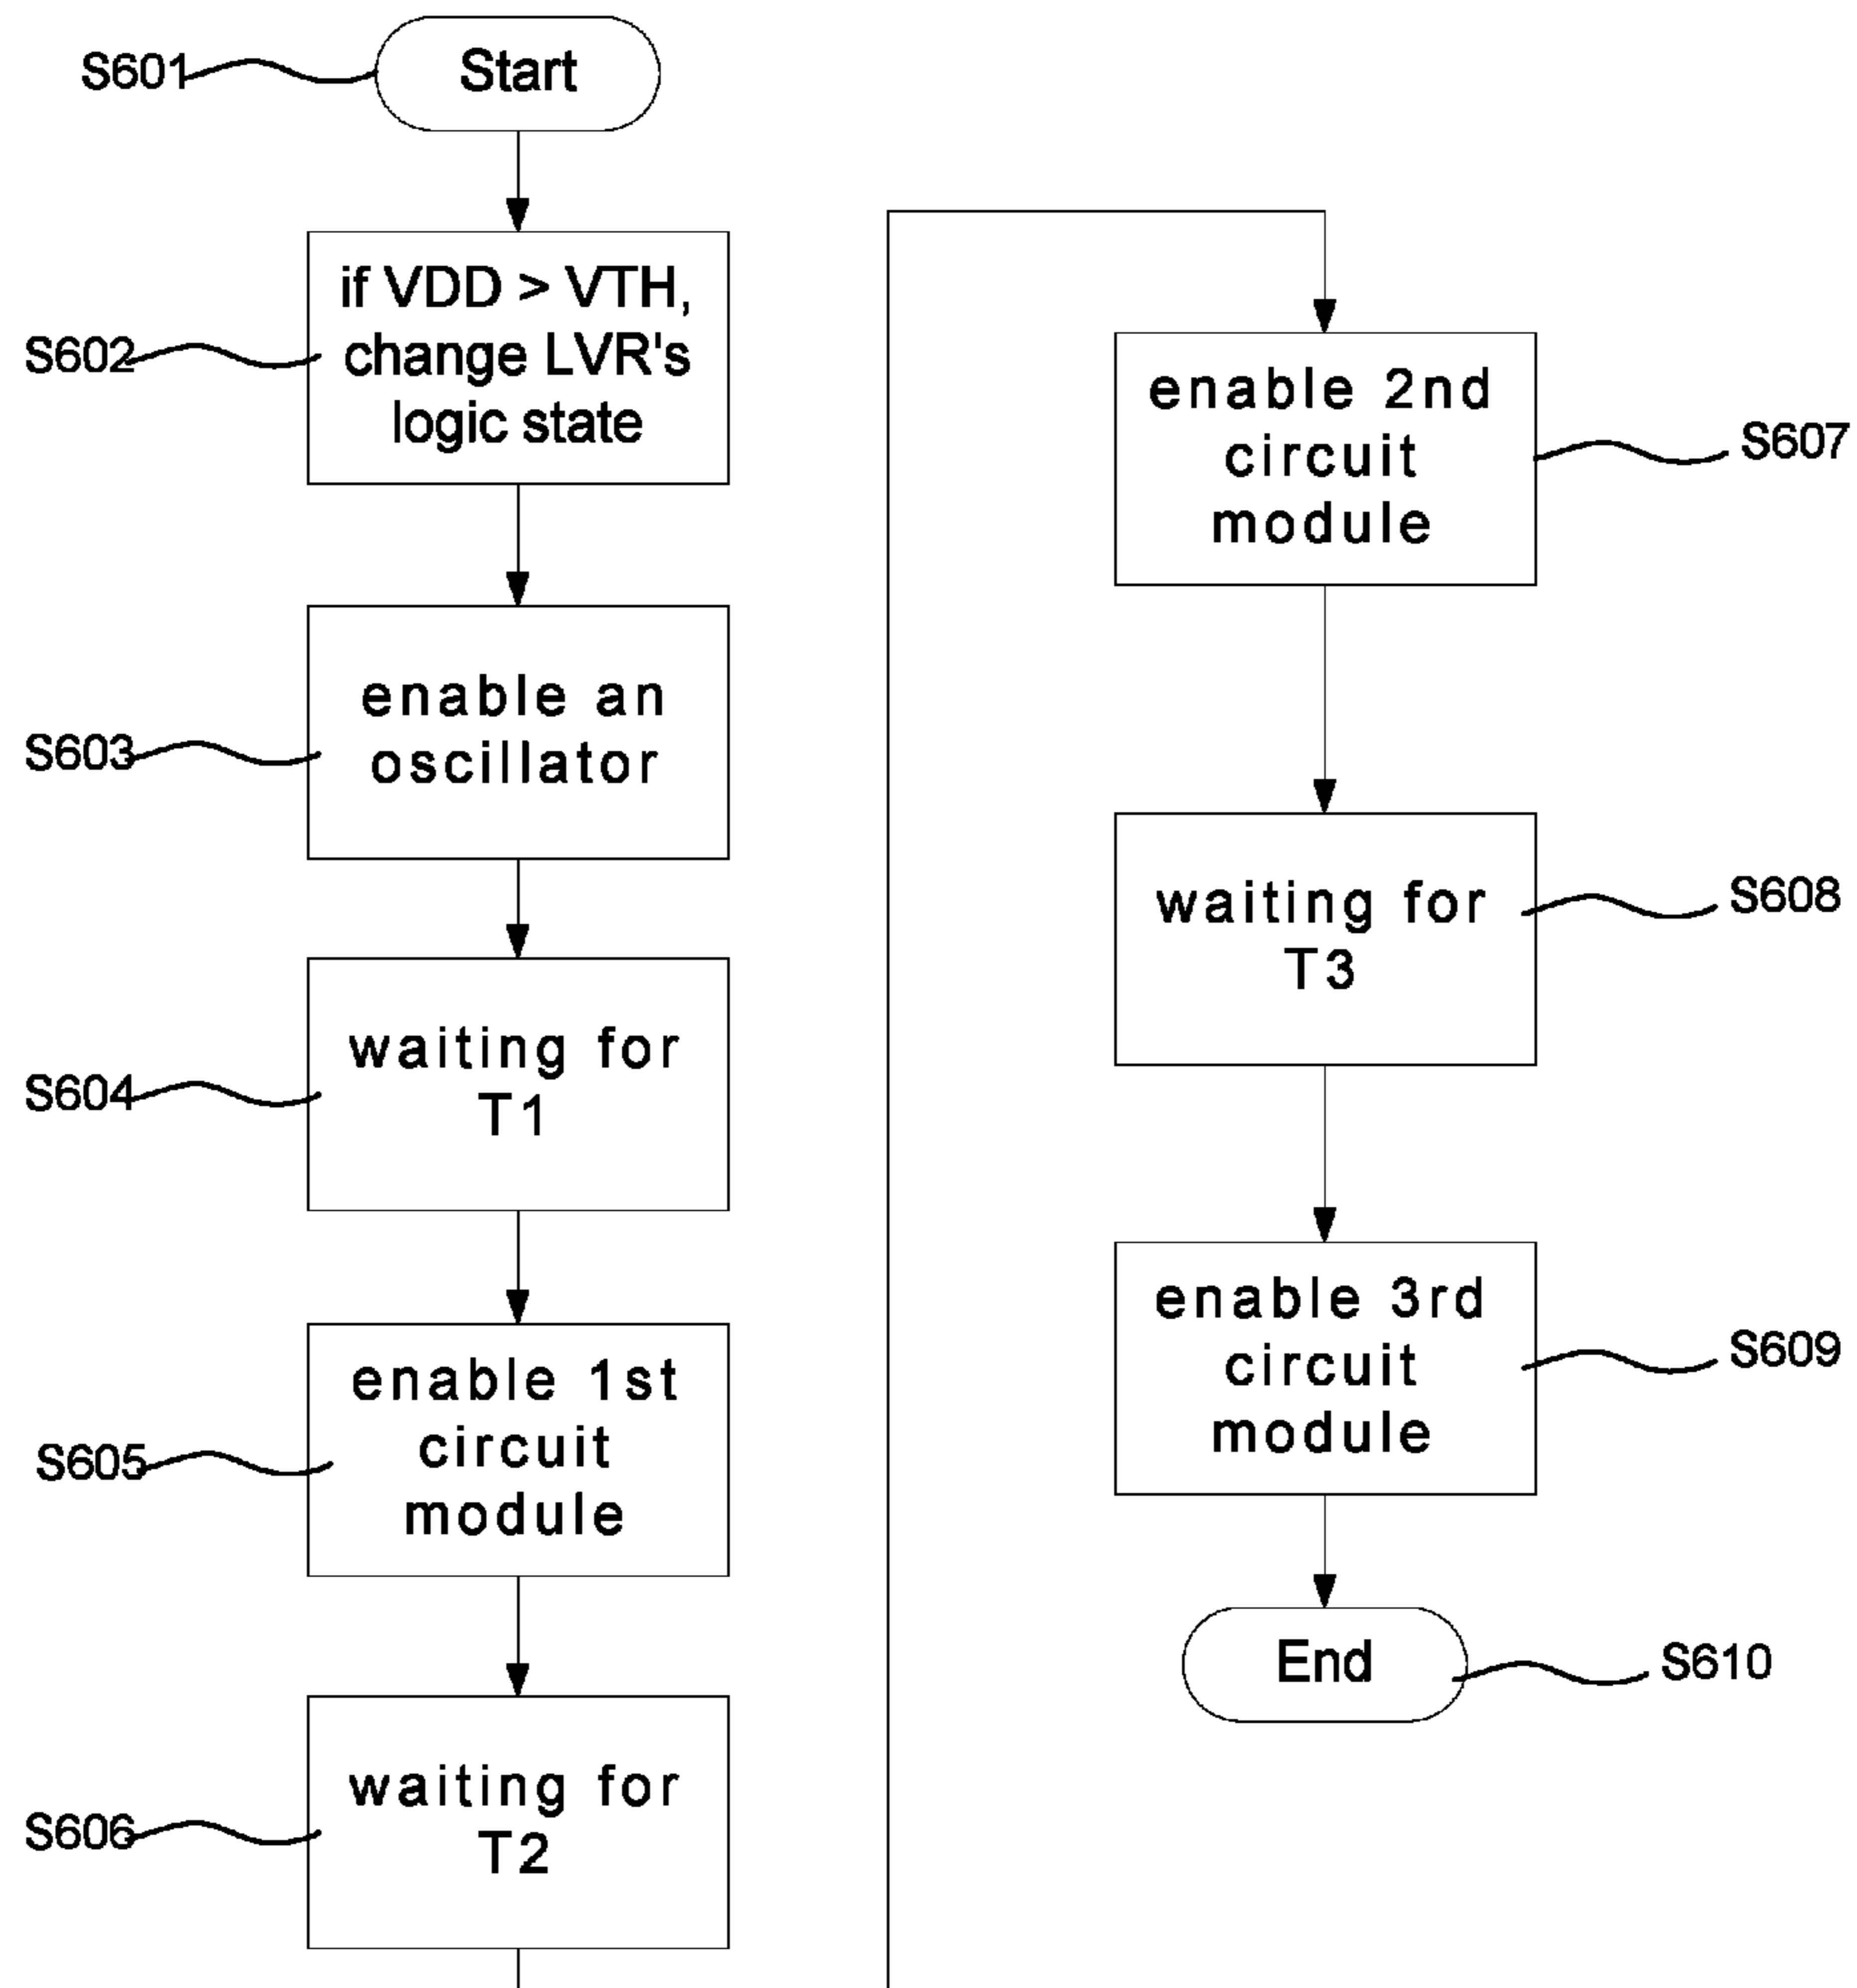 S601
Start
S602
if VDD > VTH,
change LVR's
logic state
S603
enable an
oscillator
S604
waiting for
T1
S605
enable 1st
circuit
module
S606
waiting for
T2
enable 2nd
circuit
module
S607
waiting for
T3
S608
enable 3rd
circuit
module
S609
End
S610